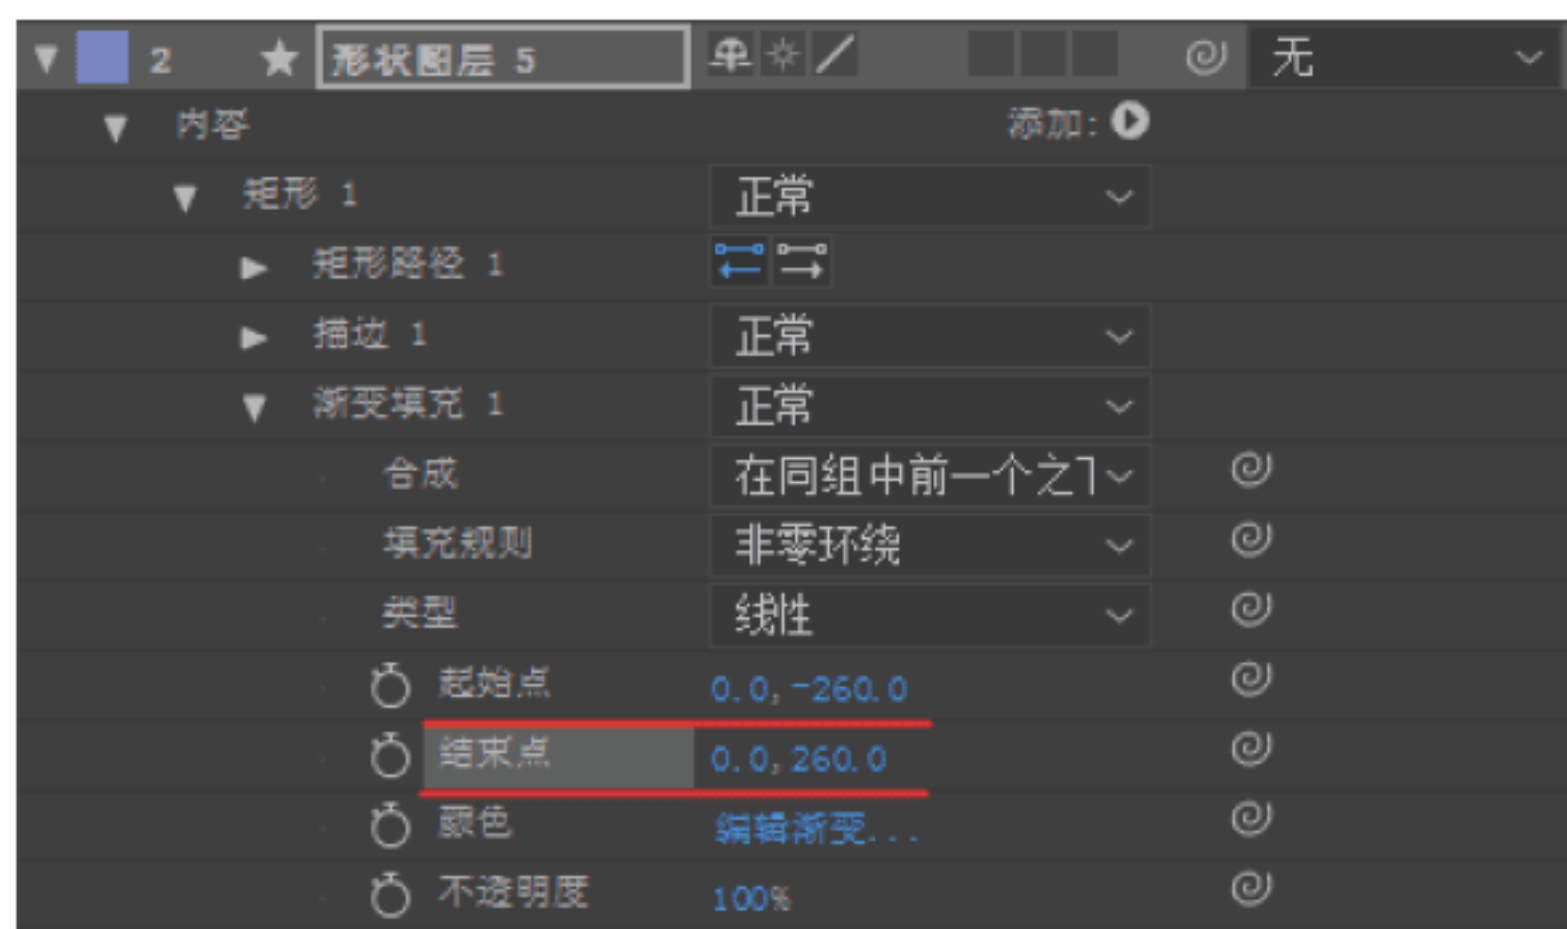 2 形状图层 5 无
内容 添加:
矩形 1 正常
矩形路径 1
描边 1 正常
渐变填充 1 正常
合成 在同组中前一个之下
填充规则 非零环绕
类型 线性
起始点 0.0,-260.0
结束点 0.0,260.0
颜色 编辑渐变...
不透明度 100%